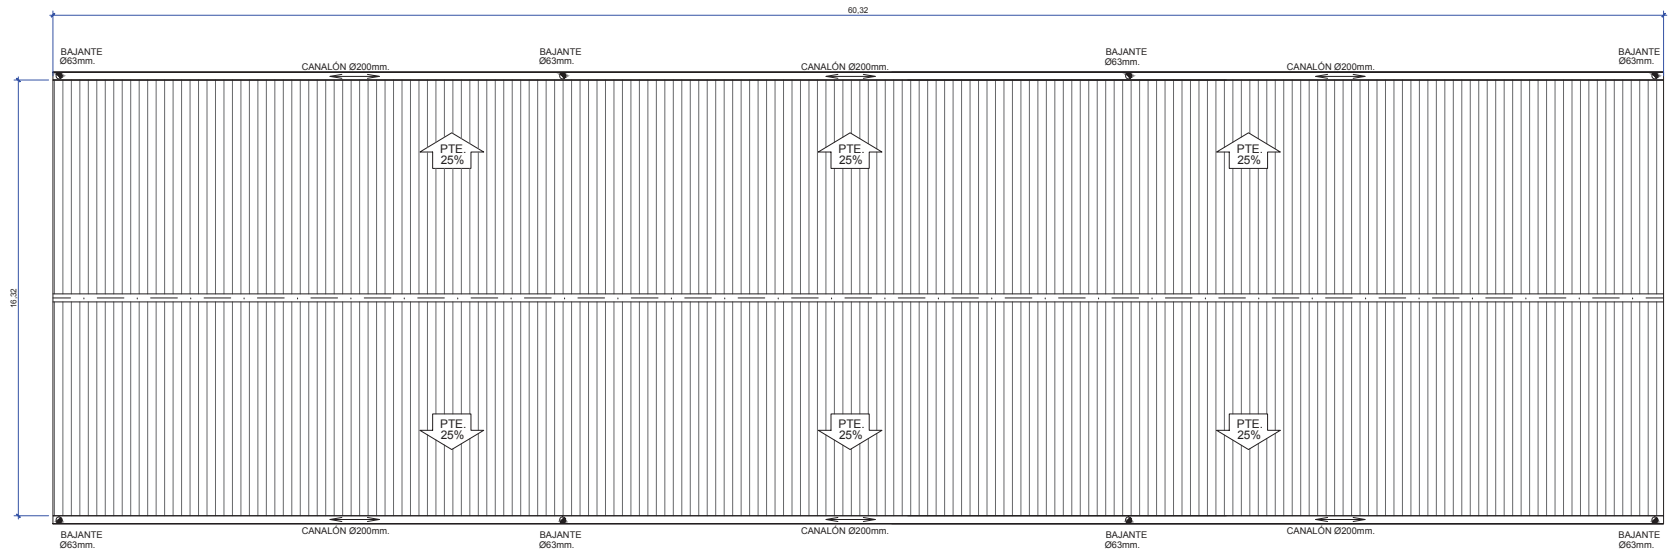 60,32
BAJANTE
Ø63mm.
BAJANTE
Ø63mm.
BAJANTE
Ø63mm.
BAJANTE
Ø63mm.
CANALÓN Ø200mm.
CANALÓN Ø200mm.
CANALÓN Ø200mm.
PTE.
25%
PTE.
25%
PTE.
25%
16,32
PTE.
25%
PTE.
25%
PTE.
25%
CANALÓN Ø200mm.
CANALÓN Ø200mm.
CANALÓN Ø200mm.
BAJANTE
Ø63mm.
BAJANTE
Ø63mm.
BAJANTE
Ø63mm.
BAJANTE
Ø63mm.